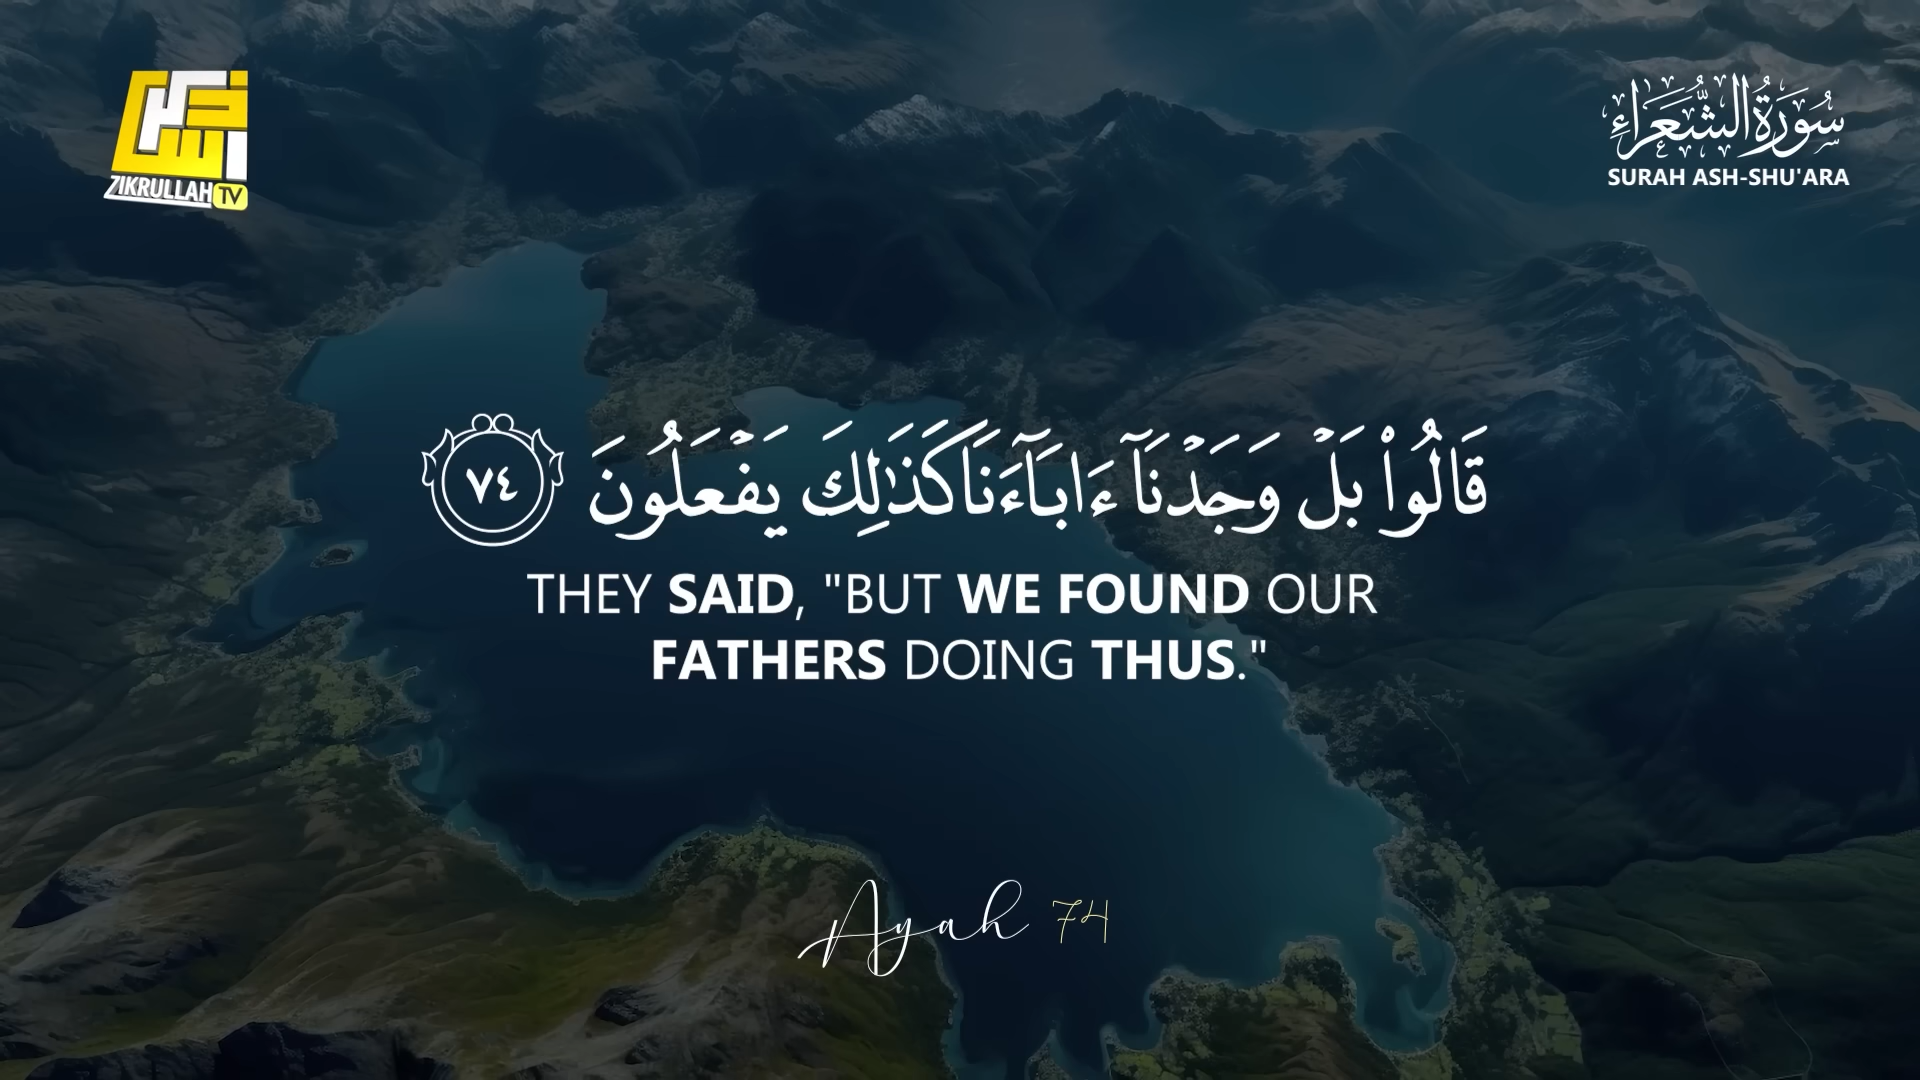 ZIKRULLAH TV
سُورَةُ الشُّعَرَاءِ
SURAH ASH-SHU'ARA
قَالُوا۟ بَلْ وَجَدْنَآ ءَابَآءَنَا كَذَٰلِكَ يَفْعَلُونَ ٧٤
THEY SAID, "BUT WE FOUND OUR
FATHERS DOING THUS."
Ayah 74